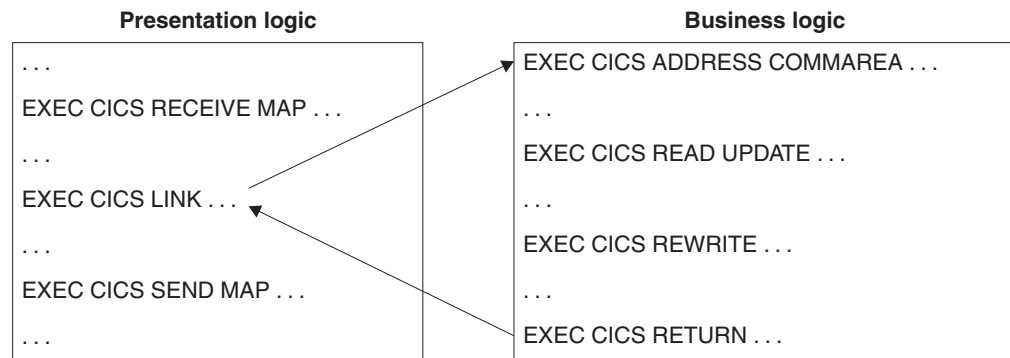 Presentation logic
. . .
EXEC CICS RECEIVE MAP . . .
. . .
EXEC CICS LINK . . .
. . .
EXEC CICS SEND MAP . . .
. . .
Business logic
EXEC CICS ADDRESS COMMAREA . . .
. . .
EXEC CICS READ UPDATE . . .
. . .
EXEC CICS REWRITE . . .
. . .
EXEC CICS RETURN . . .